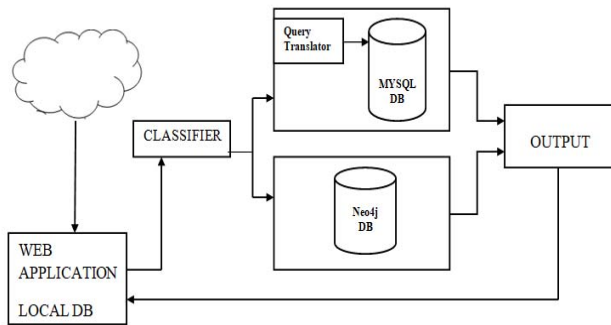 Query
Translator
MYSQL
DB
CLASSIFIER
OUTPUT
Neo4j
DB
WEB
APPLICATION
LOCAL DB